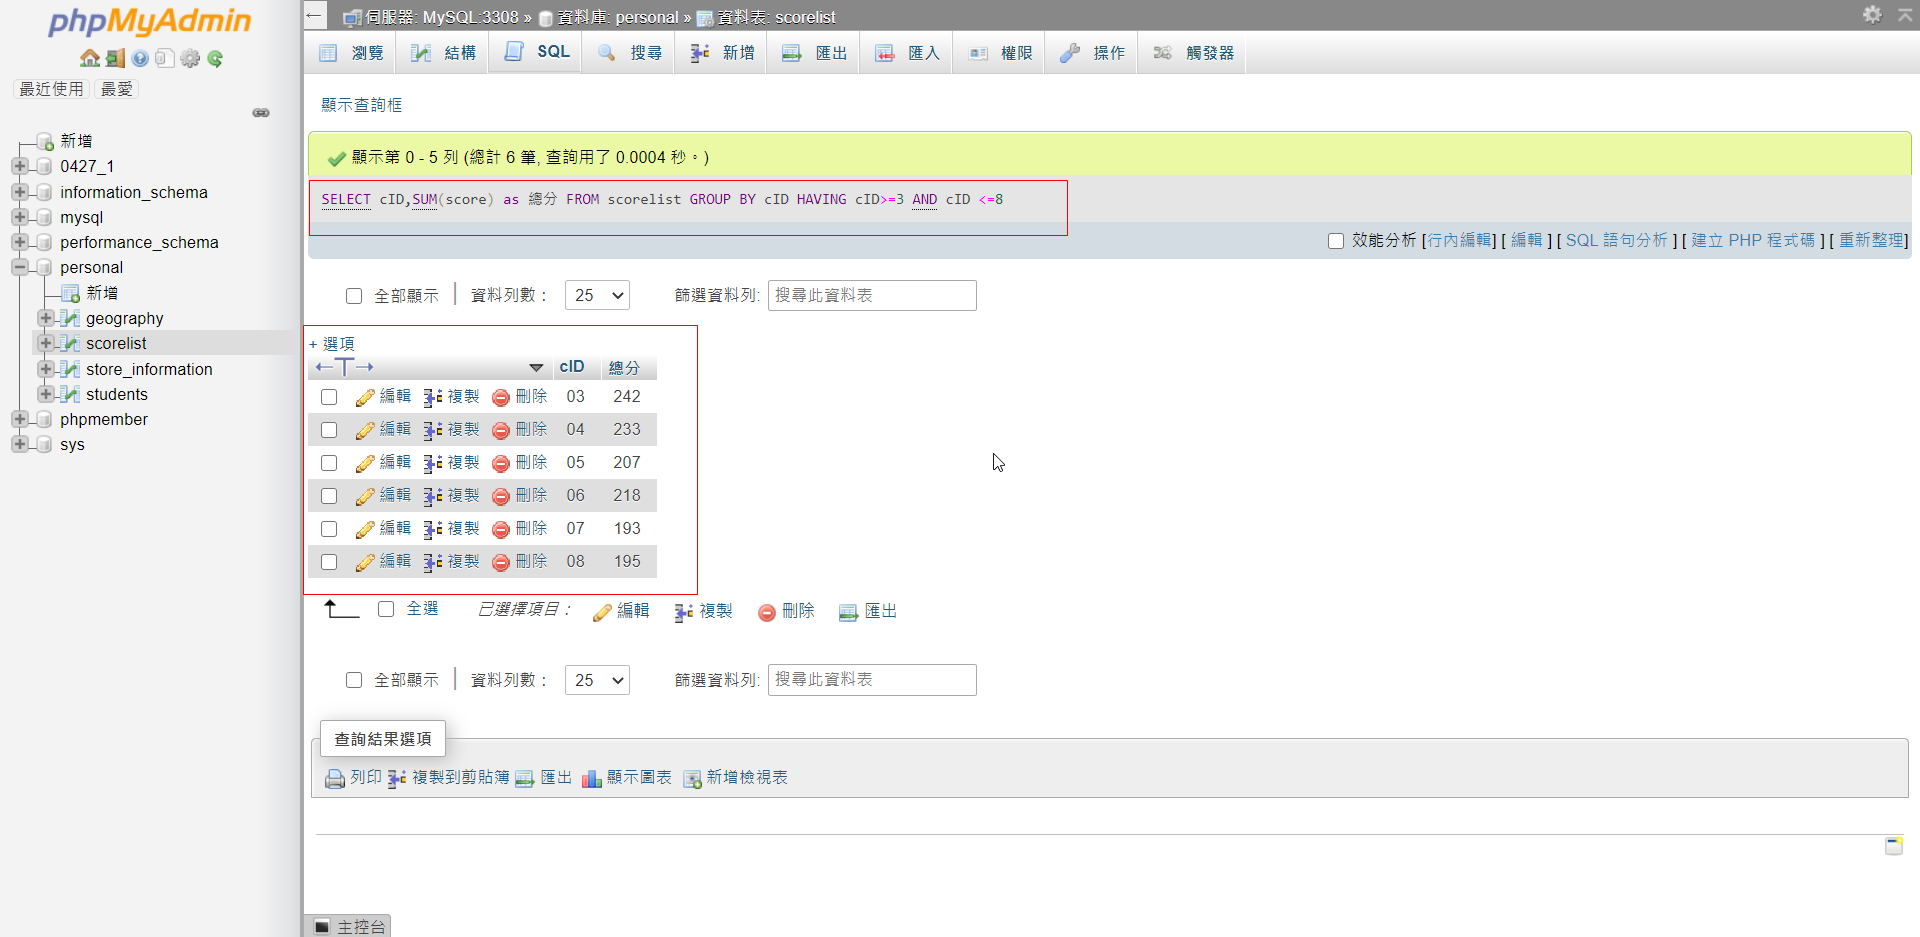 phpMyAdmin
最近使用 最愛
新增
0427_1
information_schema
mysql
performance_schema
personal
新增
geography
scorelist
store_information
students
phpmember
sys
伺服器: MySQL:3308 » 資料庫: personal » 資料表: scorelist
瀏覽 結構 SQL 搜尋 新增 匯出 匯入 權限 操作 觸發器
顯示查詢框
顯示第 0 - 5 列 (總計 6 筆, 查詢用了 0.0004 秒。)
SELECT cID,SUM(score) as 總分 FROM scorelist GROUP BY cID HAVING cID>=3 AND cID <=8
效能分析 [行內編輯] [ 編輯 ] [ SQL 語句分析 ] [ 建立 PHP 程式碼 ] [ 重新整理]
全部顯示 | 資料列數： 25 篩選資料列: 搜尋此資料表
+ 選項
←T→ cID 總分
編輯 複製 刪除 03 242
編輯 複製 刪除 04 233
編輯 複製 刪除 05 207
編輯 複製 刪除 06 218
編輯 複製 刪除 07 193
編輯 複製 刪除 08 195
全選 已選擇項目： 編輯 複製 刪除 匯出
全部顯示 | 資料列數： 25 篩選資料列: 搜尋此資料表
查詢結果選項
列印 複製到剪貼簿 匯出 顯示圖表 新增檢視表
主控台